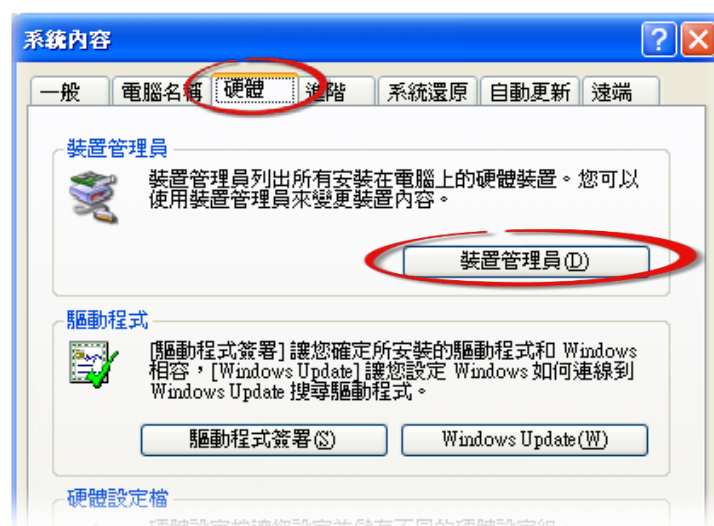 系統內容
一般 電腦名稱 硬體 進階 系統還原 自動更新 遠端
裝置管理員
裝置管理員列出所有安裝在電腦上的硬體裝置。您可以
使用裝置管理員來變更裝置內容。
裝置管理員(D)
驅動程式
[驅動程式簽署] 讓您確定所安裝的驅動程式和 Windows
相容，[Windows Update] 讓您設定 Windows 如何連線到
Windows Update 搜尋驅動程式。
驅動程式簽署(S) Windows Update(W)
硬體設定檔